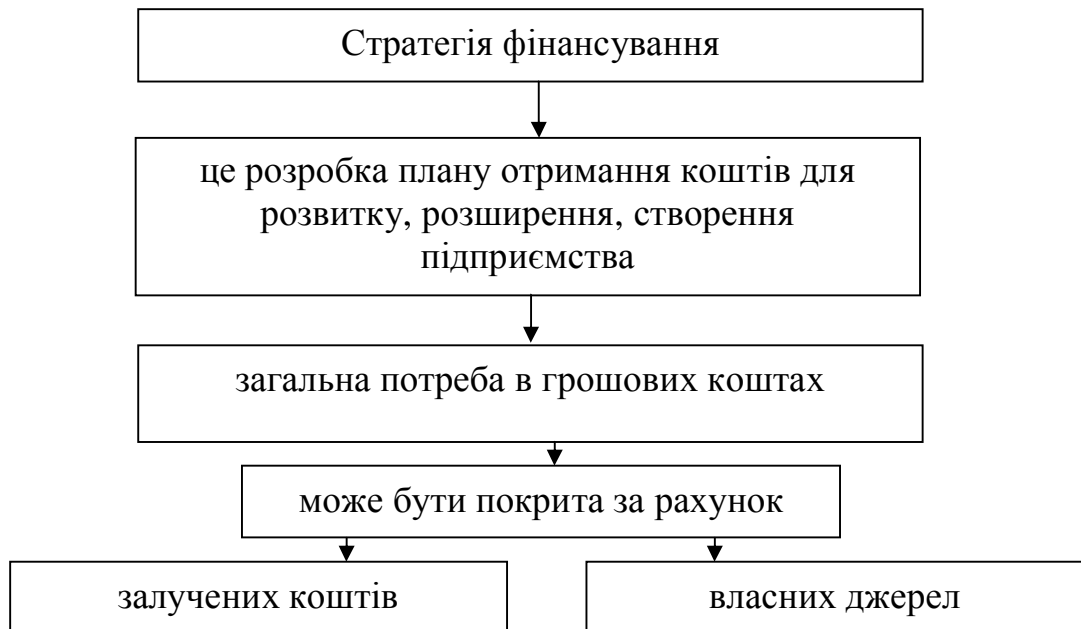 Стратегія фінансування
це розробка плану отримання коштів для
розвитку, розширення, створення
підприємства
загальна потреба в грошових коштах
може бути покрита за рахунок
залучених коштів
власних джерел